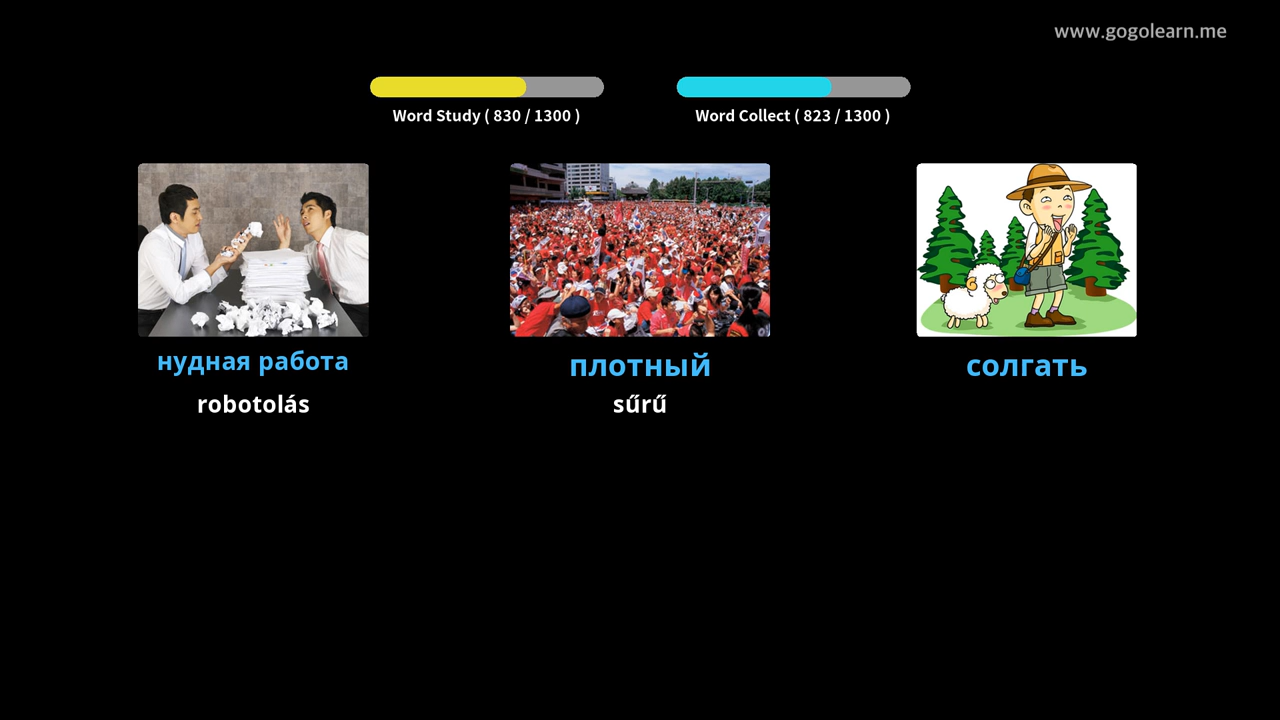 www.gogolearn.me
Word Study ( 830 / 1300 )
Word Collect ( 823 / 1300 )
нудная работа
плотный
солгать
robotolás
sűrű